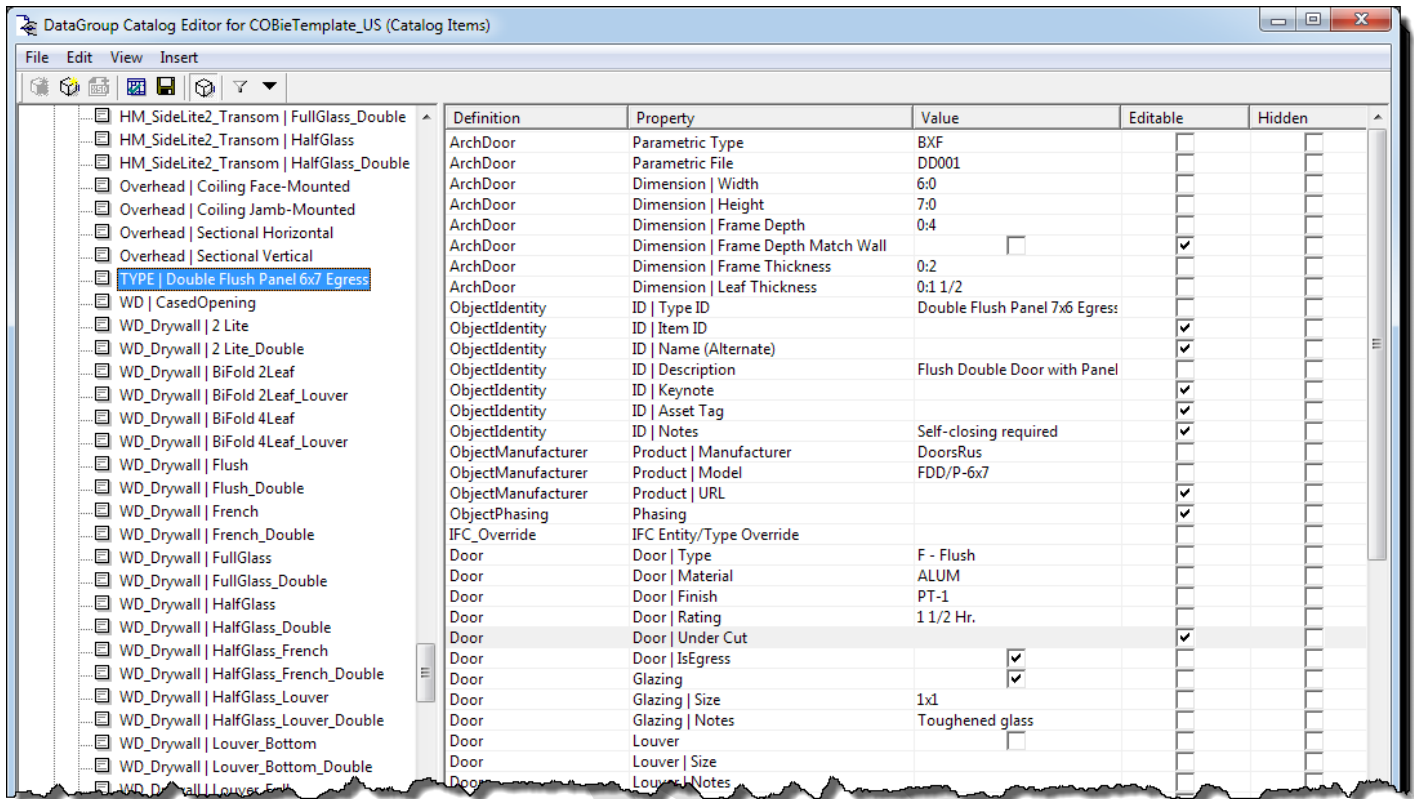 DataGroup Catalog Editor for COBieTemplate_US (Catalog Items)
File Edit View Insert
HM_SideLite2_Transom | FullGlass_Double
HM_SideLite2_Transom | HalfGlass
HM_SideLite2_Transom | HalfGlass_Double
Overhead | Coiling Face-Mounted
Overhead | Coiling Jamb-Mounted
Overhead | Sectional Horizontal
Overhead | Sectional Vertical
TYPE | Double Flush Panel 6x7 Egress
WD | CasedOpening
WD_Drywall | 2 Lite
WD_Drywall | 2 Lite_Double
WD_Drywall | BiFold 2Leaf
WD_Drywall | BiFold 2Leaf_Louver
WD_Drywall | BiFold 4Leaf
WD_Drywall | BiFold 4Leaf_Louver
WD_Drywall | Flush
WD_Drywall | Flush_Double
WD_Drywall | French
WD_Drywall | French_Double
WD_Drywall | FullGlass
WD_Drywall | FullGlass_Double
WD_Drywall | HalfGlass
WD_Drywall | HalfGlass_Double
WD_Drywall | HalfGlass_French
WD_Drywall | HalfGlass_French_Double
WD_Drywall | HalfGlass_Louver
WD_Drywall | HalfGlass_Louver_Double
WD_Drywall | Louver_Bottom
WD_Drywall | Louver_Bottom_Double
Definition Property Value Editable Hidden
ArchDoor Parametric Type BXF
ArchDoor Parametric File DD001
ArchDoor Dimension | Width 6:0
ArchDoor Dimension | Height 7:0
ArchDoor Dimension | Frame Depth 0:4
ArchDoor Dimension | Frame Depth Match Wall
ArchDoor Dimension | Frame Thickness 0:2
ArchDoor Dimension | Leaf Thickness 0:1 1/2
ObjectIdentity ID | Type ID Double Flush Panel 7x6 Egress
ObjectIdentity ID | Item ID
ObjectIdentity ID | Name (Alternate)
ObjectIdentity ID | Description Flush Double Door with Panel
ObjectIdentity ID | Keynote
ObjectIdentity ID | Asset Tag
ObjectIdentity ID | Notes Self-closing required
ObjectManufacturer Product | Manufacturer DoorsRus
ObjectManufacturer Product | Model FDD/P-6x7
ObjectManufacturer Product | URL
ObjectPhasing Phasing
IFC_Override IFC Entity/Type Override
Door Door | Type F - Flush
Door Door | Material ALUM
Door Door | Finish PT-1
Door Door | Rating 1 1/2 Hr.
Door Door | Under Cut
Door Door | IsEgress
Door Glazing
Door Glazing | Size 1x1
Door Glazing | Notes Toughened glass
Door Louver
Door Louver | Size
Louver | Notes